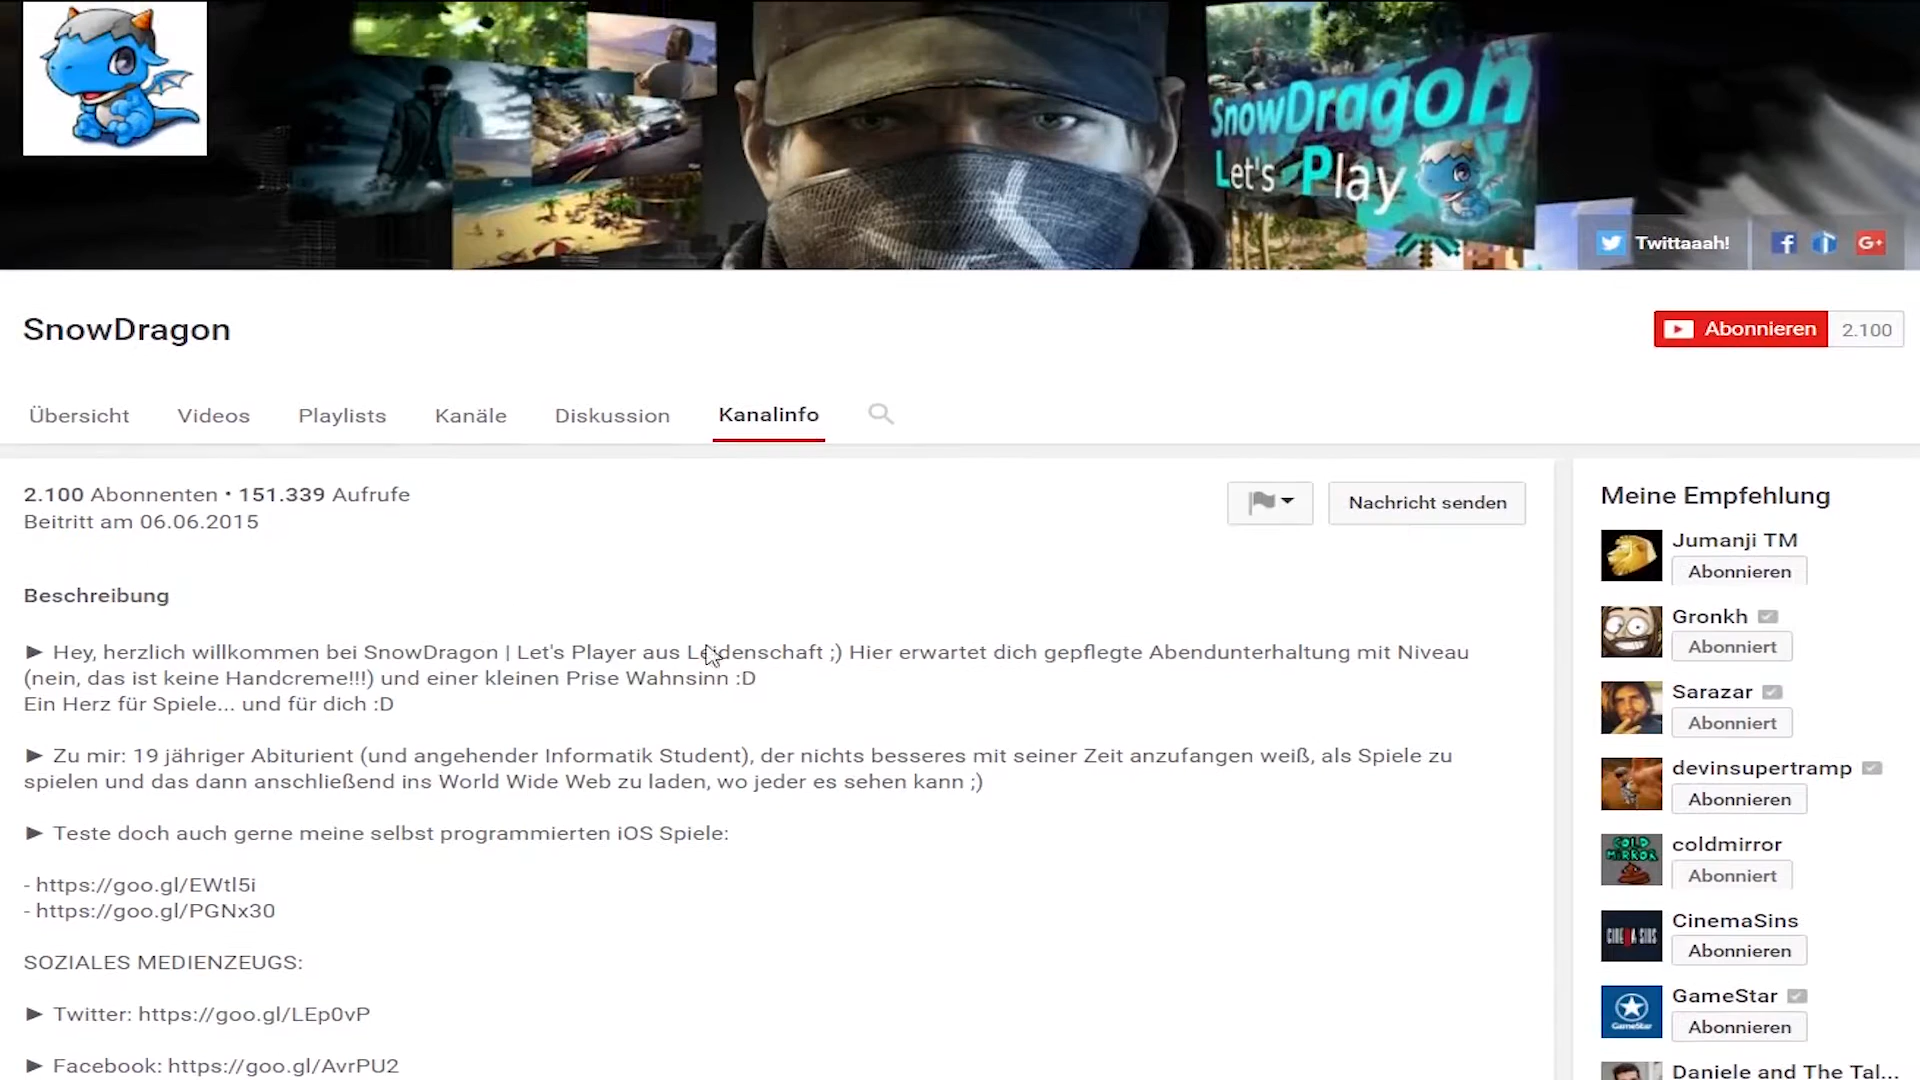 SnowDragon
Let's Play
Twittaaah!
SnowDragon
Abonnieren 2.100
Übersicht Videos Playlists Kanäle Diskussion Kanalinfo
2.100 Abonnenten • 151.339 Aufrufe
Beitritt am 06.06.2015
Nachricht senden
Beschreibung
► Hey, herzlich willkommen bei SnowDragon | Let's Player aus Leidenschaft ;) Hier erwartet dich gepflegte Abendunterhaltung mit Niveau
(nein, das ist keine Handcreme!!!) und einer kleinen Prise Wahnsinn :D
Ein Herz für Spiele... und für dich :D
► Zu mir: 19 jähriger Abiturient (und angehender Informatik Student), der nichts besseres mit seiner Zeit anzufangen weiß, als Spiele zu
spielen und das dann anschließend ins World Wide Web zu laden, wo jeder es sehen kann ;)
► Teste doch auch gerne meine selbst programmierten iOS Spiele:
- https://goo.gl/EWtl5i
- https://goo.gl/PGNx30
SOZIALES MEDIENZEUGS:
► Twitter: https://goo.gl/LEp0vP
► Facebook: https://goo.gl/AvrPU2
Meine Empfehlung
Jumanji TM
Abonnieren
Gronkh
Abonniert
Sarazar
Abonniert
devinsupertramp
Abonnieren
COLD
MIRROR
coldmirror
Abonniert
CINEMA SINS
CinemaSins
Abonnieren
GameStar
GameStar
Abonnieren
Daniele and The Tal...